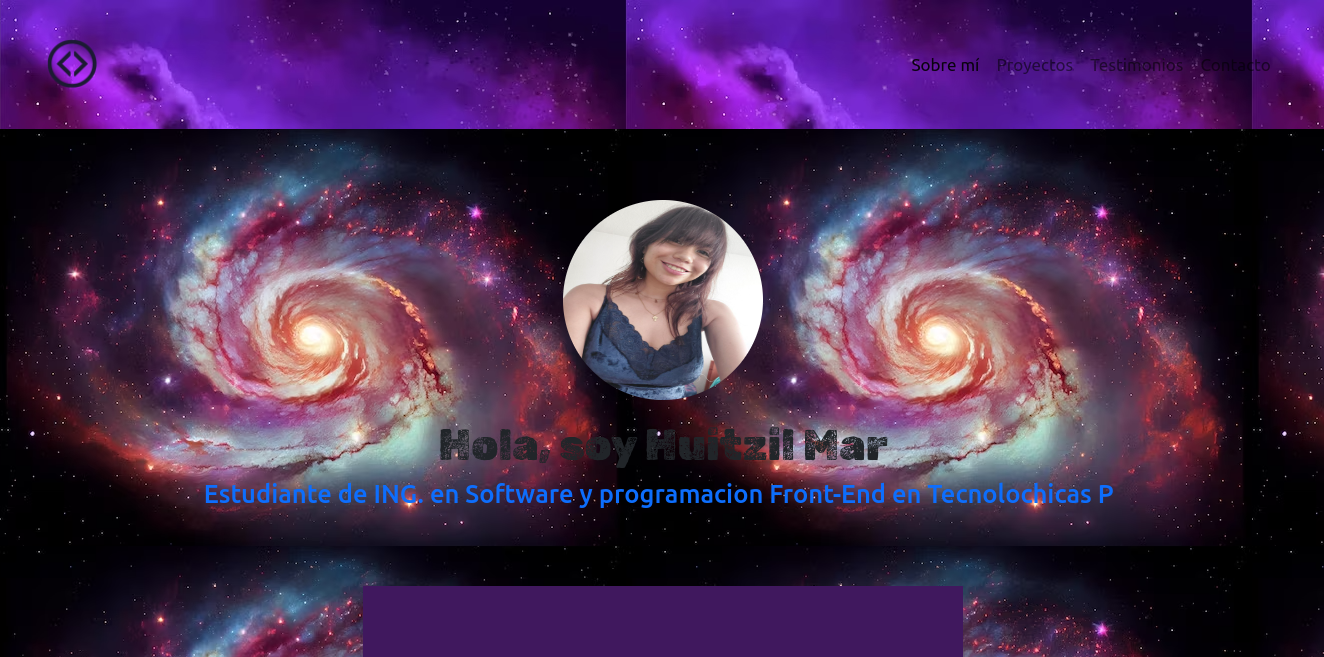 Sobre mí Proyectos Testimonios Contacto
Hola, soy Huitzil Mar
Estudiante de ING. en Software y programacion Front-End en Tecnolochicas P